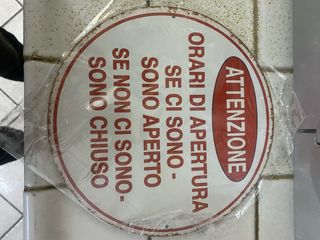 ATTENZIONE
ORARI DI APERTURA
SE CI SONO-
SONO APERTO
SE NON CI SONO-
SONO CHIUSO